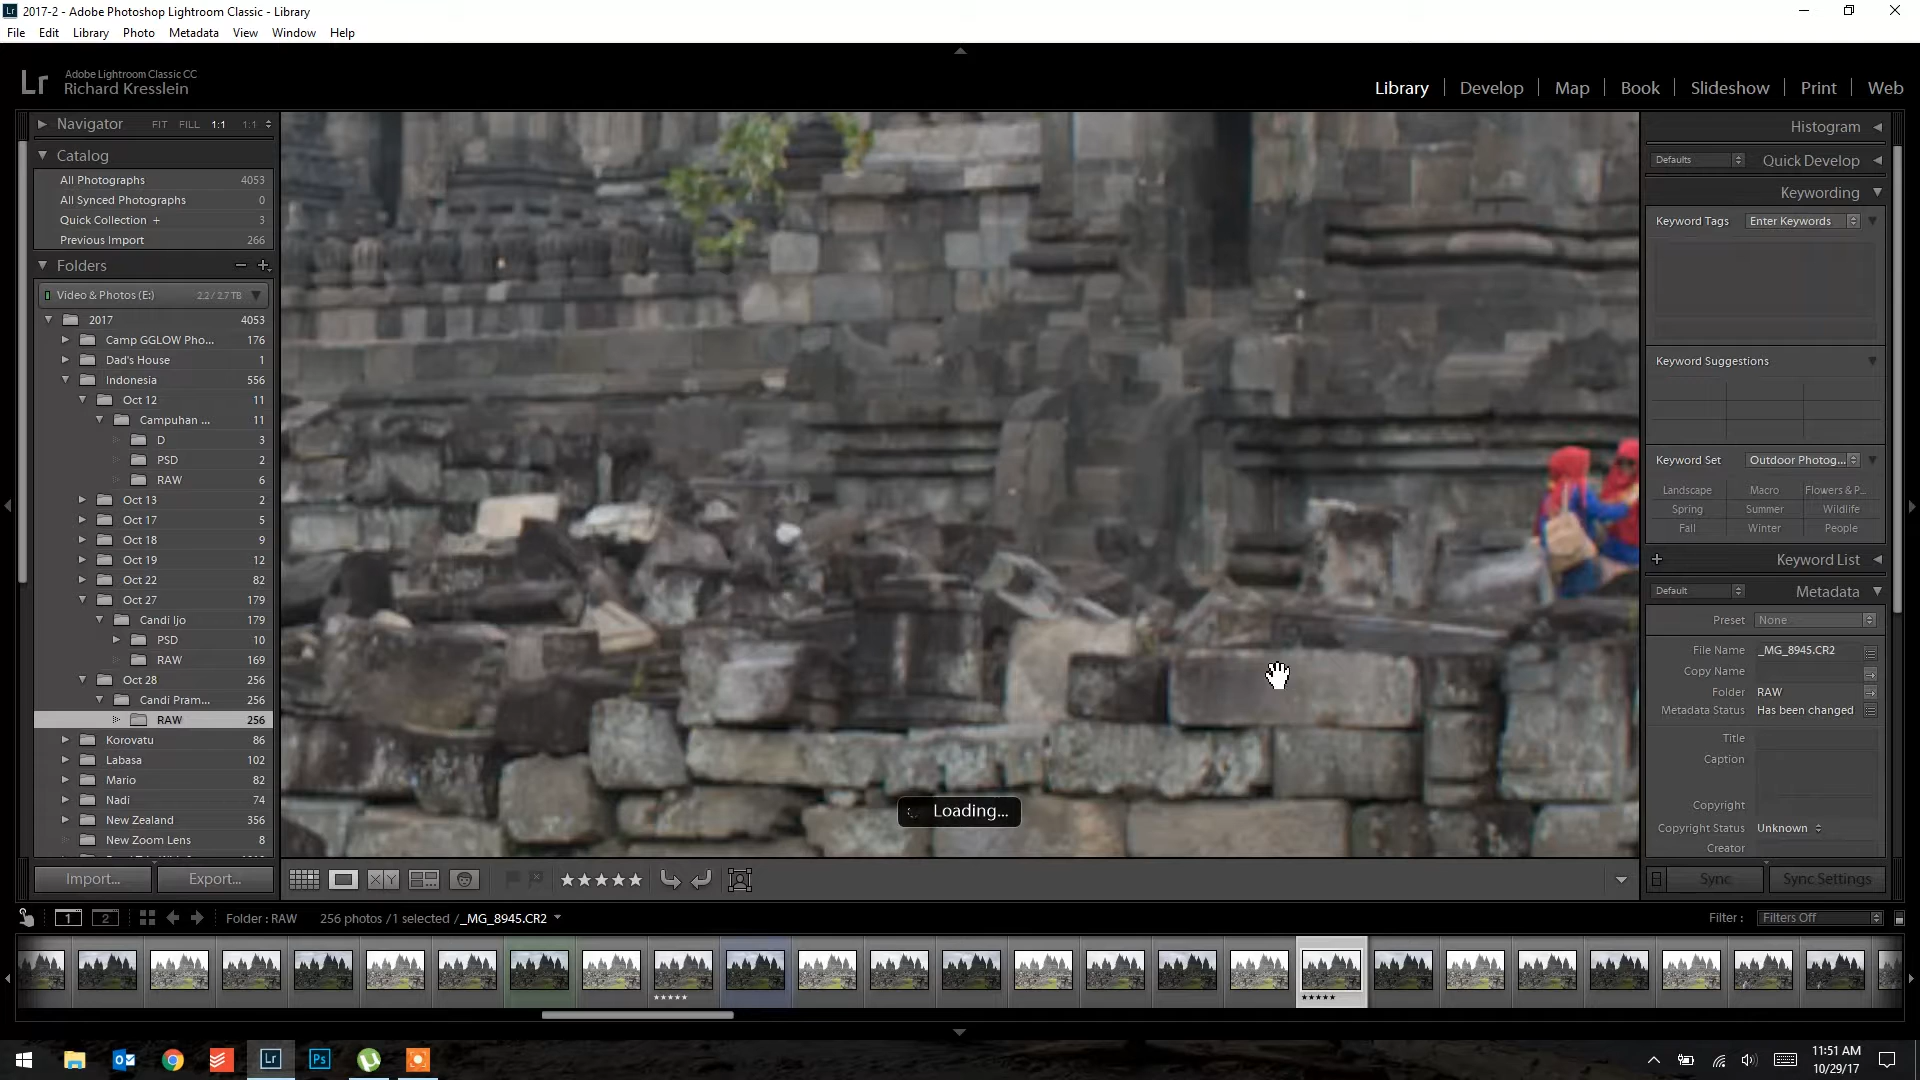 2017-2 - Adobe Photoshop Lightroom Classic - Library
File Edit Library Photo Metadata View Window Help
Lr
Adobe Lightroom Classic CC
Richard Kresslein
Library Develop Map Book Slideshow Print Web
Navigator FIT FILL 1:1 1:1
Catalog
All Photographs 4053
All Synced Photographs 0
Quick Collection + 3
Previous Import 266
Folders
Video & Photos (E:) 2.2 / 2.7 TB
2017 4053
Camp GGLOW Pho... 176
Dad's House 1
Indonesia 556
Oct 12 11
Campuhan ... 11
D 3
PSD 2
RAW 6
Oct 13 2
Oct 17 5
Oct 18 9
Oct 19 12
Oct 22 82
Oct 27 179
Candi Ijo 179
PSD 10
RAW 169
Oct 28 256
Candi Pram... 256
RAW 256
Korovatu 86
Labasa 102
Mario 82
Nadi 74
New Zealand 356
New Zoom Lens 8
Import... Export...
Loading...
Histogram
Defaults Quick Develop
Keywording
Keyword Tags Enter Keywords
Keyword Suggestions
Keyword Set Outdoor Photog...
Landscape Macro Flowers & P...
Spring Summer Wildlife
Fall Winter People
Keyword List
Default Metadata
Preset None
File Name _MG_8945.CR2
Copy Name
Folder RAW
Metadata Status Has been changed
Title
Caption
Copyright
Copyright Status Unknown
Creator
Sync Sync Settings
XY
1 2 Folder : RAW 256 photos / 1 selected / _MG_8945.CR2
Filter : Filters Off
Lr Ps
11:51 AM
10/29/17